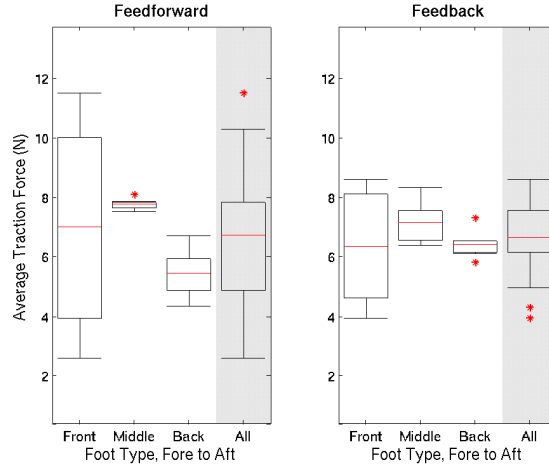 Feedforward
Feedback
Average Traction Force (N)
12
10
8
6
4
2
Front Middle Back All
Foot Type, Fore to Aft
12
10
8
6
4
2
Front Middle Back All
Foot Type, Fore to Aft